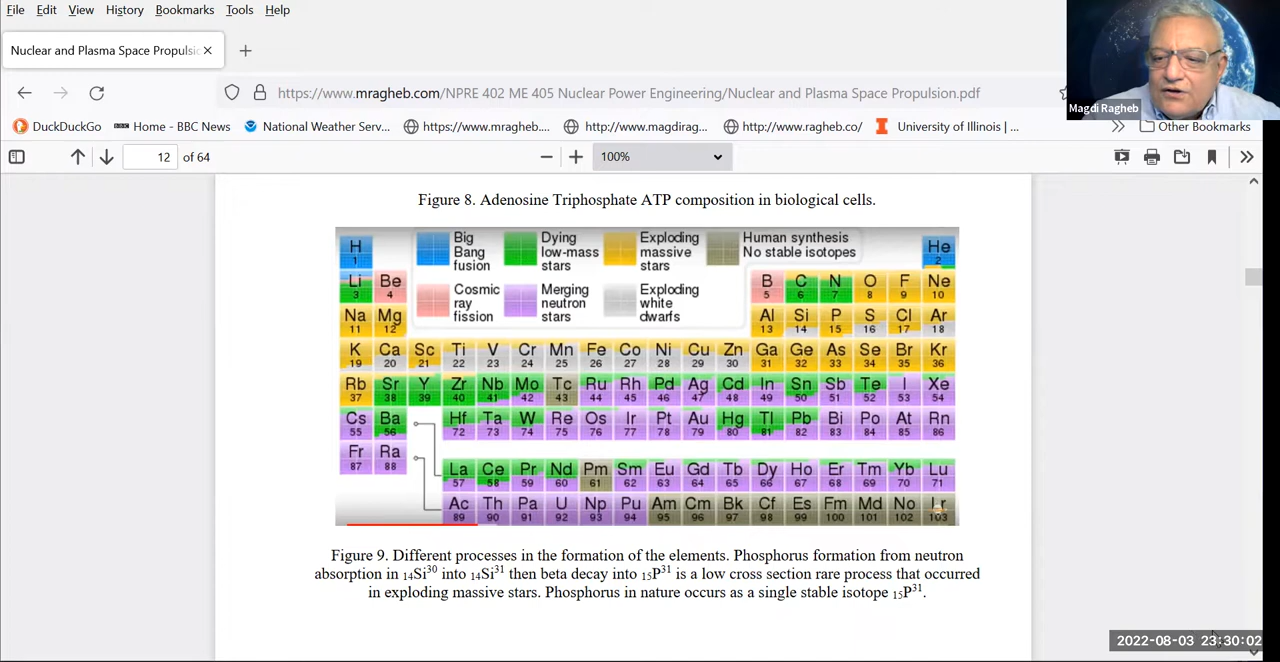 File Edit View History Bookmarks Tools Help
Nuclear and Plasma Space Propulsi
https://www.mragheb.com/NPRE 402 ME 405 Nuclear Power Engineering/Nuclear and Plasma Space Propulsion.pdf
Magdi Ragheb
DuckDuckGo BBC Home - BBC News National Weather Serv... https://www.mragheb.... http://www.magdirag... http://www.ragheb.co/ I University of Illinois |... Other Bookmarks
12 of 64 100%
Figure 8. Adenosine Triphosphate ATP composition in biological cells.
Big Bang fusion
Dying low-mass stars
Exploding massive stars
Human synthesis No stable isotopes
Cosmic ray fission
Merging neutron stars
Exploding white dwarfs
H He
1 2
Li Be B C N O F Ne
3 4 5 6 7 8 9 10
Na Mg Al Si P S Cl Ar
11 12 13 14 15 16 17 18
K Ca Sc Ti V Cr Mn Fe Co Ni Cu Zn Ga Ge As Se Br Kr
19 20 21 22 23 24 25 26 27 28 29 30 31 32 33 34 35 36
Rb Sr Y Zr Nb Mo Tc Ru Rh Pd Ag Cd In Sn Sb Te I Xe
37 38 39 40 41 42 43 44 45 46 47 48 49 50 51 52 53 54
Cs Ba Hf Ta W Re Os Ir Pt Au Hg Tl Pb Bi Po At Rn
55 56 72 73 74 75 76 77 78 79 80 81 82 83 84 85 86
Fr Ra
87 88
La Ce Pr Nd Pm Sm Eu Gd Tb Dy Ho Er Tm Yb Lu
57 58 59 60 61 62 63 64 65 66 67 68 69 70 71
Ac Th Pa U Np Pu Am Cm Bk Cf Es Fm Md No Lr
89 90 91 92 93 94 95 96 97 98 99 100 101 102 103
Figure 9. Different processes in the formation of the elements. Phosphorus formation from neutron
absorption in ₁₄Si³⁰ into ₁₄Si³¹ then beta decay into ₁₅P³¹ is a low cross section rare process that occurred
in exploding massive stars. Phosphorus in nature occurs as a single stable isotope ₁₅P³¹.
2022-08-03 23:30:02